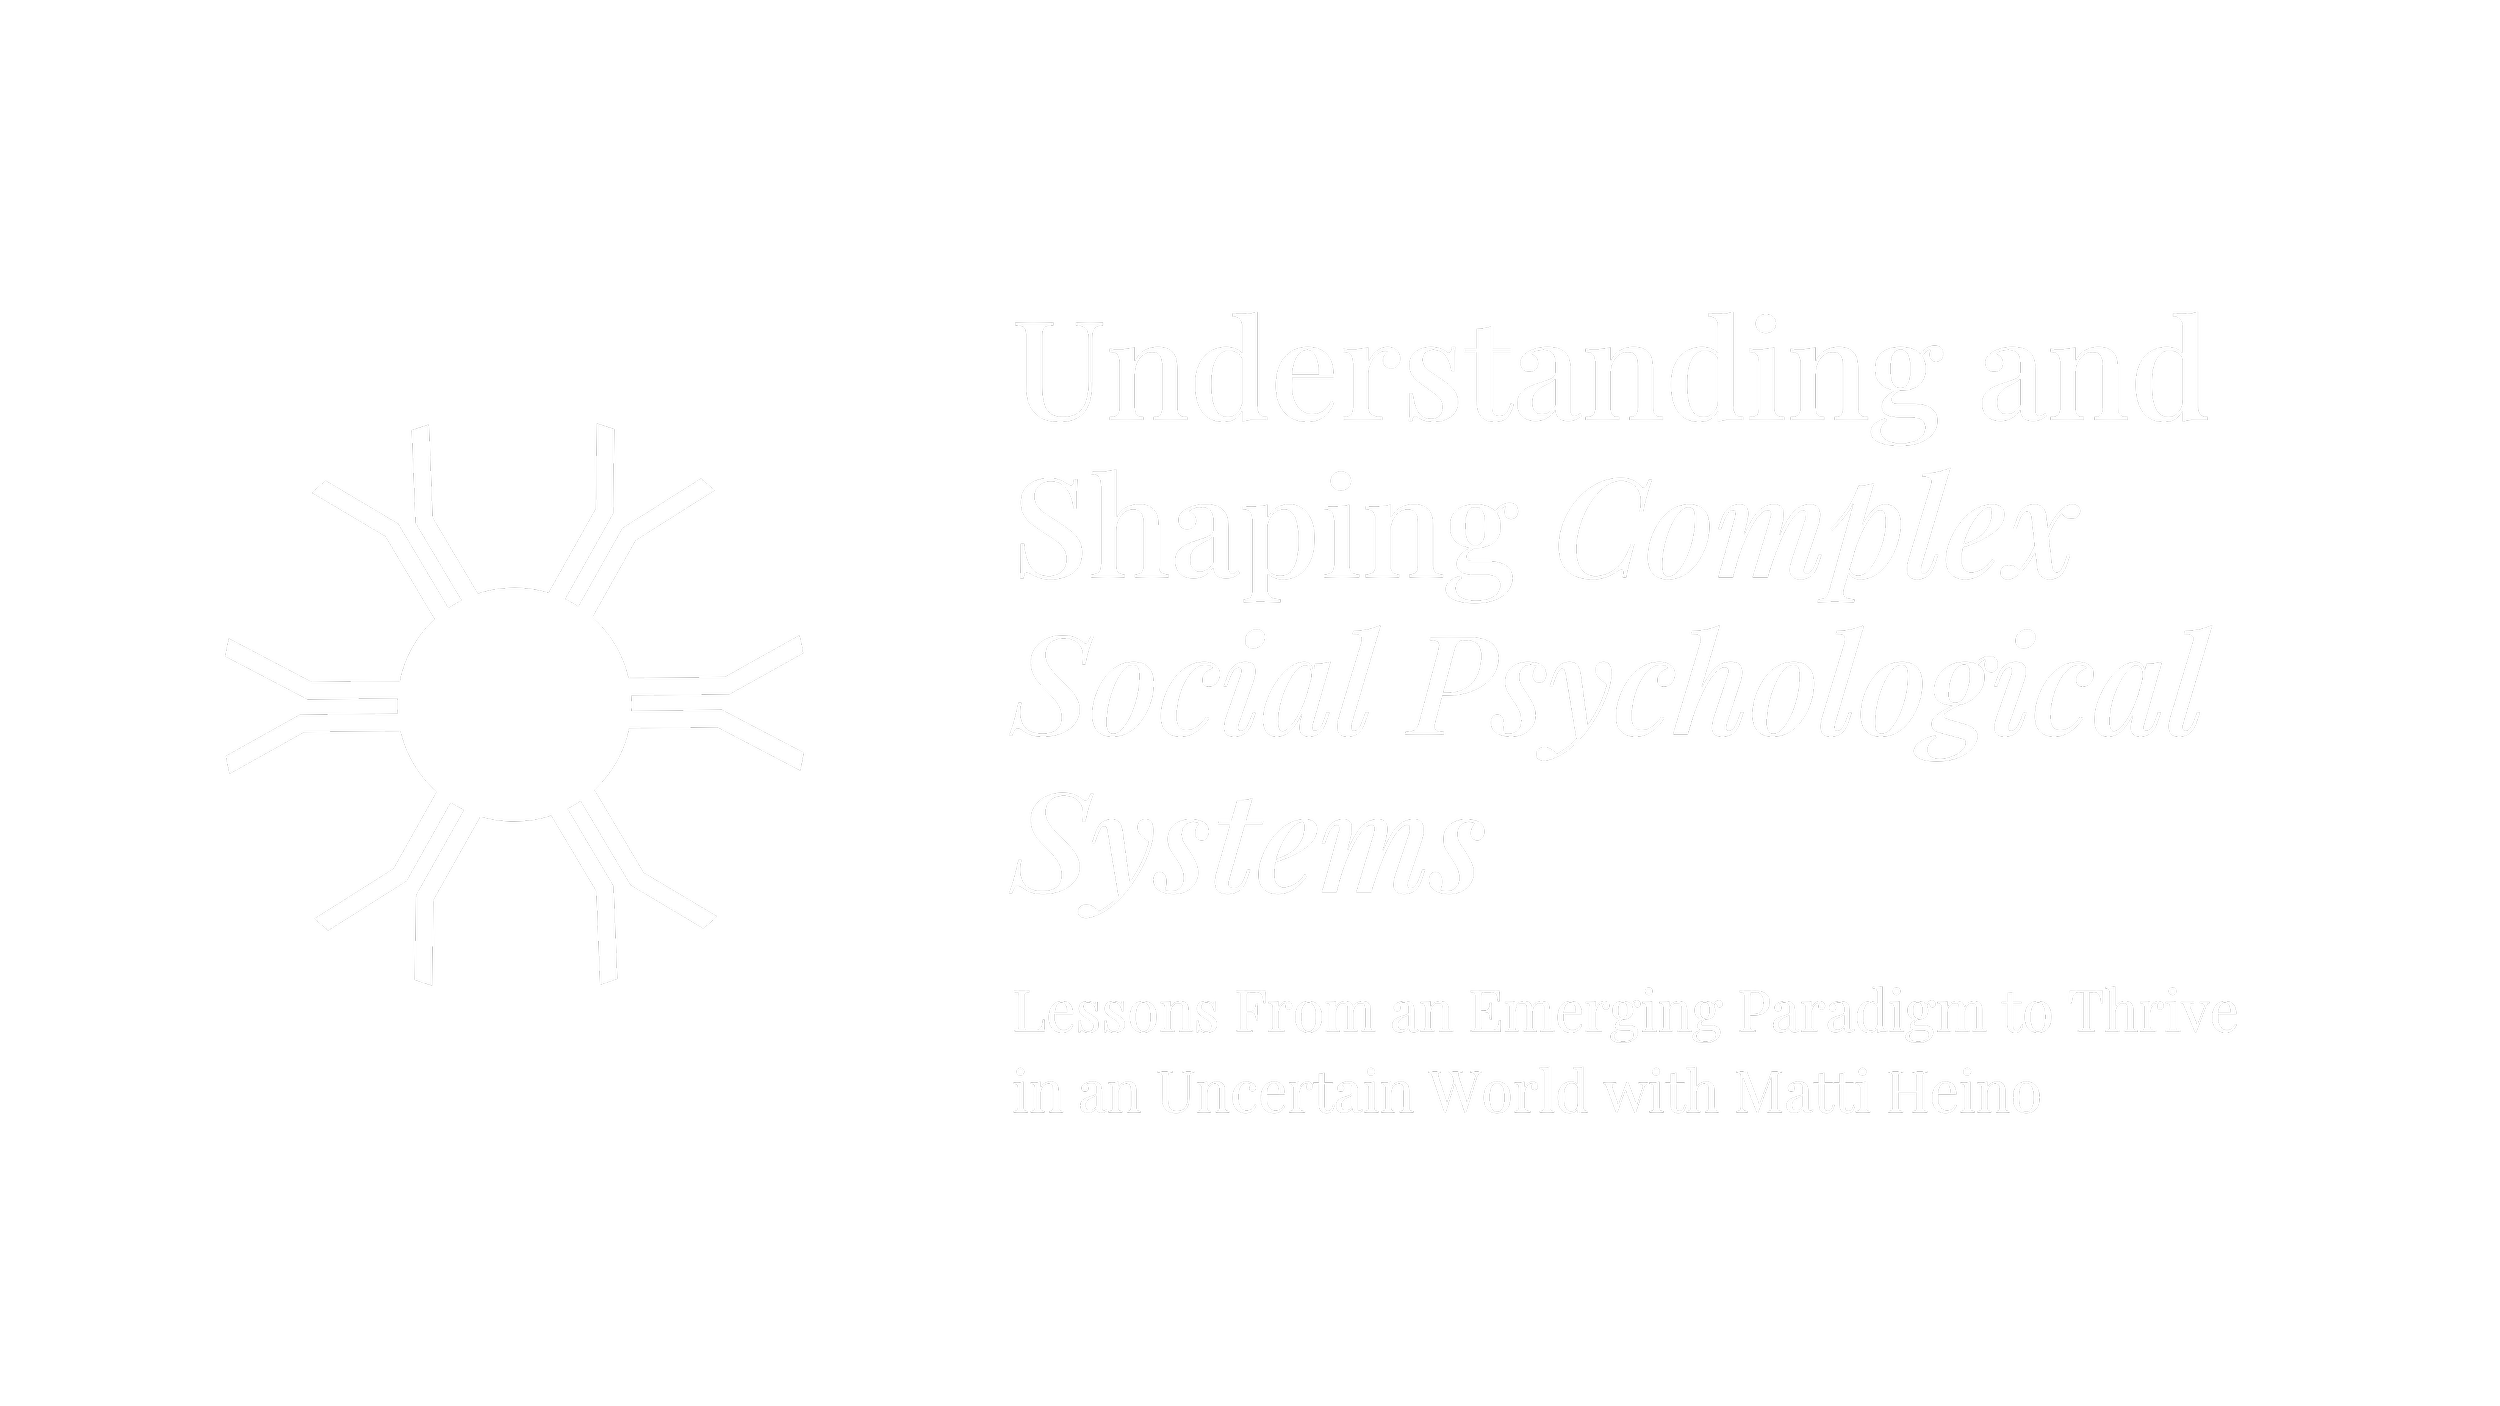 Understanding and
Shaping Complex
Social Psychological
Systems
Lessons From an Emerging Paradigm to Thrive
in an Uncertain World with Matti Heino